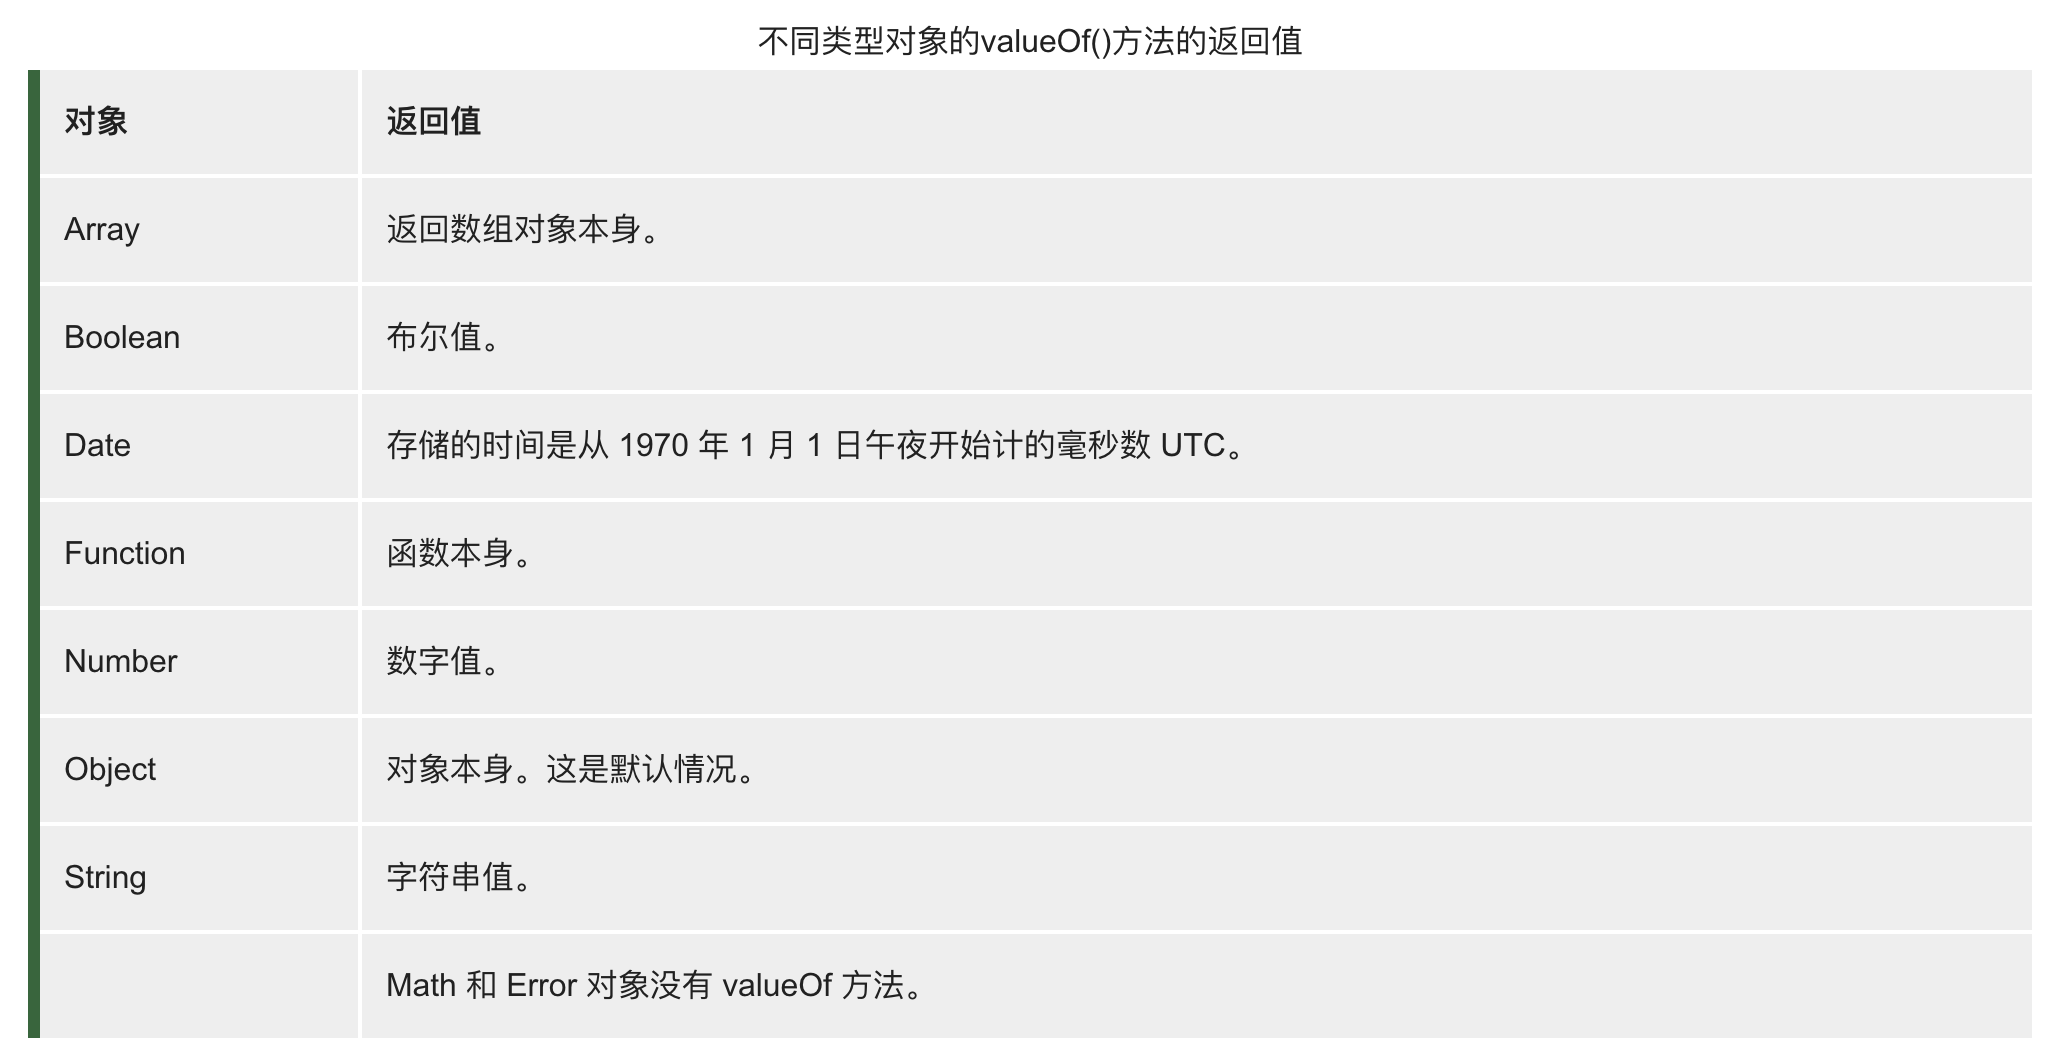 不同类型对象的valueOf()方法的返回值
对象 返回值
Array 返回数组对象本身。
Boolean 布尔值。
Date 存储的时间是从 1970 年 1 月 1 日午夜开始计的毫秒数 UTC。
Function 函数本身。
Number 数字值。
Object 对象本身。这是默认情况。
String 字符串值。
Math 和 Error 对象没有 valueOf 方法。